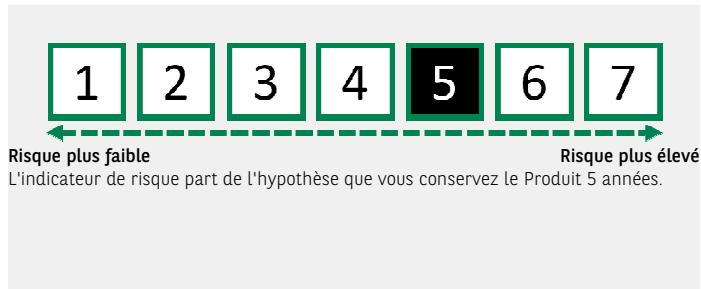 1 2 3 4 5 6 7
Risque plus faible Risque plus élevé
L'indicateur de risque part de l'hypothèse que vous conservez le Produit 5 années.